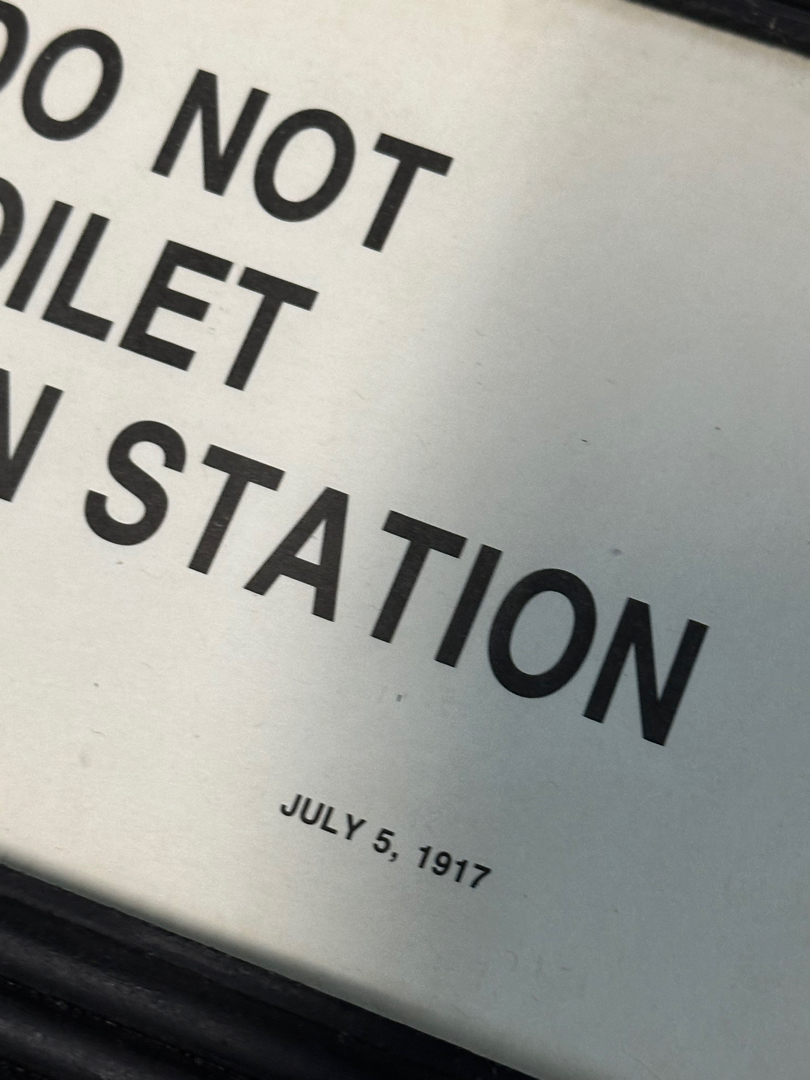 DO NOT
OILET
N STATION
JULY 5, 1917